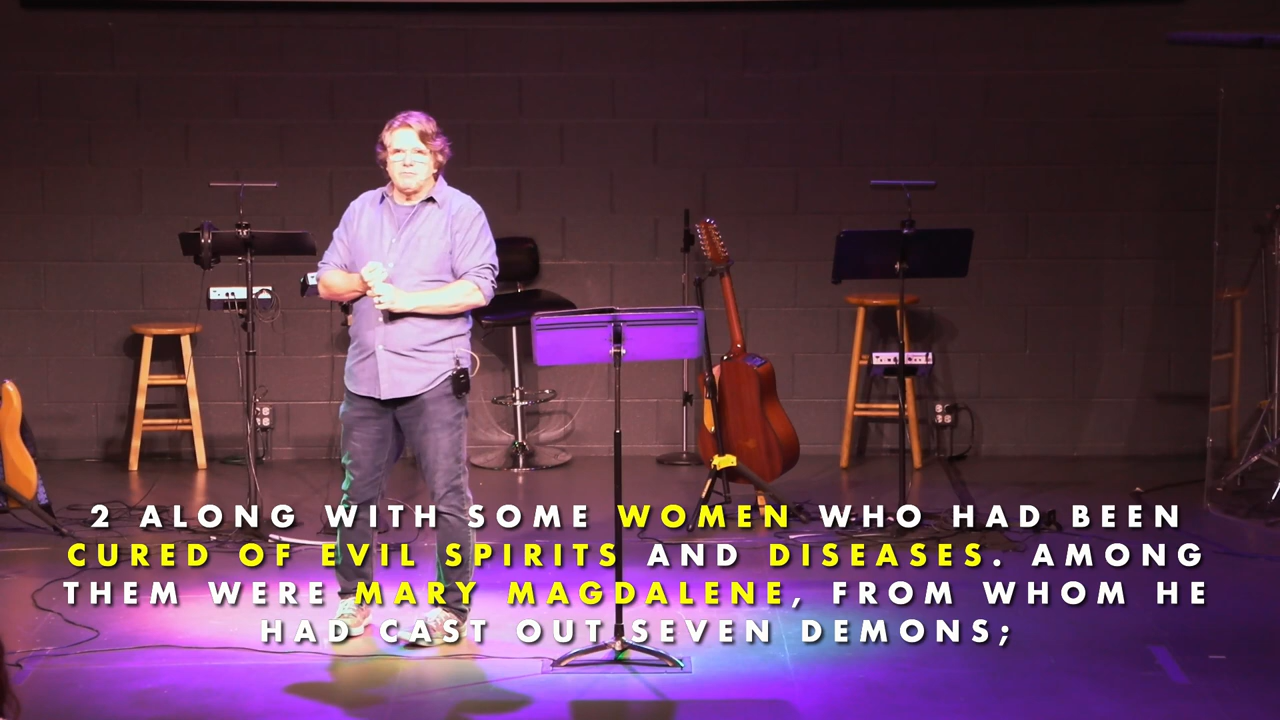 2 ALONG WITH SOME WOMEN WHO HAD BEEN
CURED OF EVIL SPIRITS AND DISEASES. AMONG
THEM WERE MARY MAGDALENE, FROM WHOM HE
HAD CAST OUT SEVEN DEMONS;